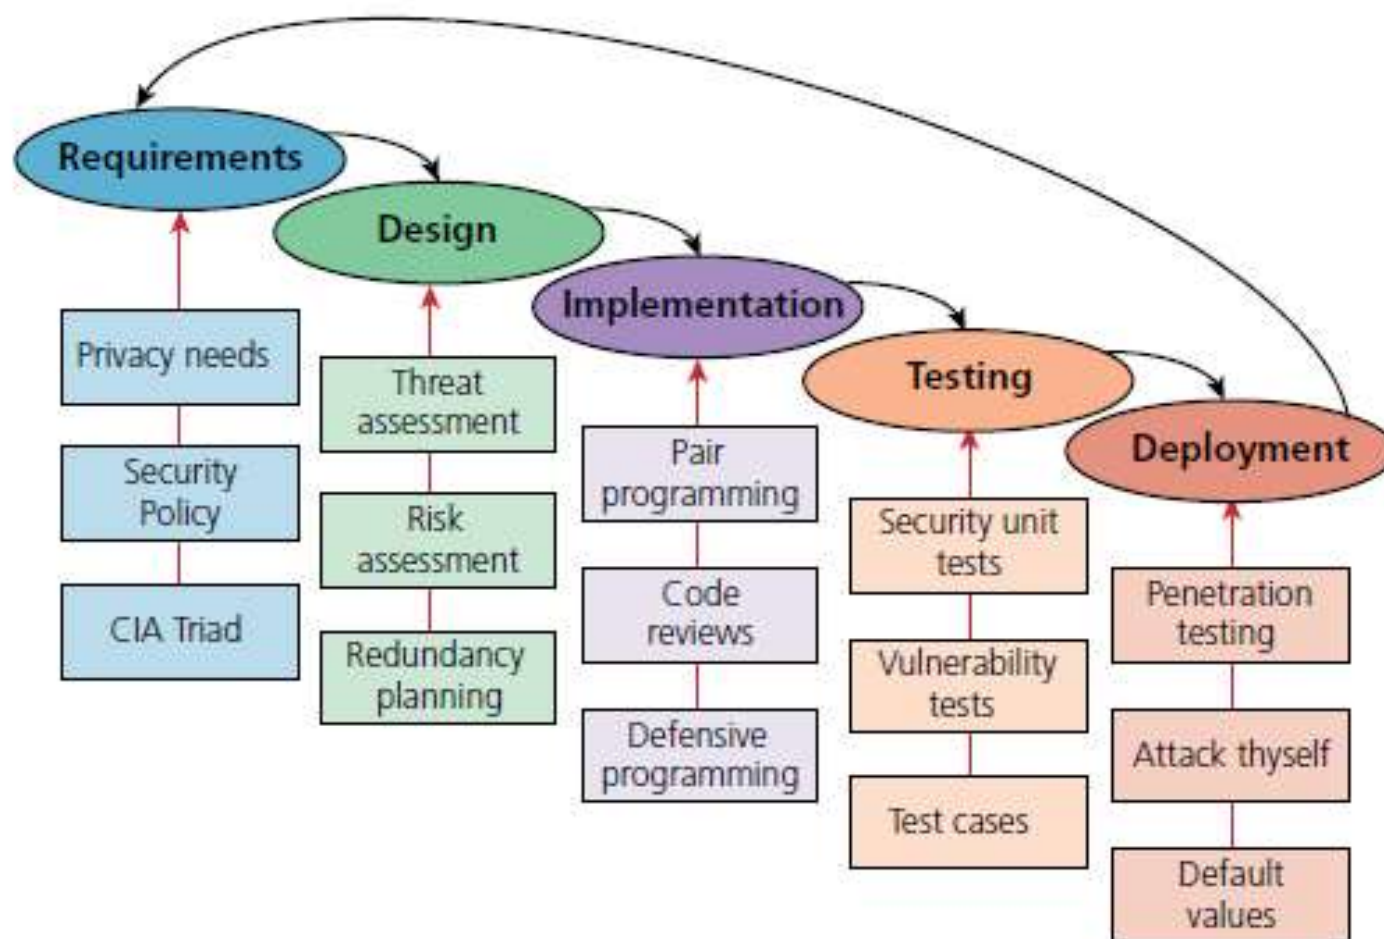 Requirements
Design
Implementation
Testing
Deployment
Privacy needs
Security
Policy
CIA Triad
Threat
assessment
Risk
assessment
Redundancy
planning
Pair
programming
Code
reviews
Defensive
programming
Security unit
tests
Vulnerability
tests
Test cases
Penetration
testing
Attack thyself
Default
values